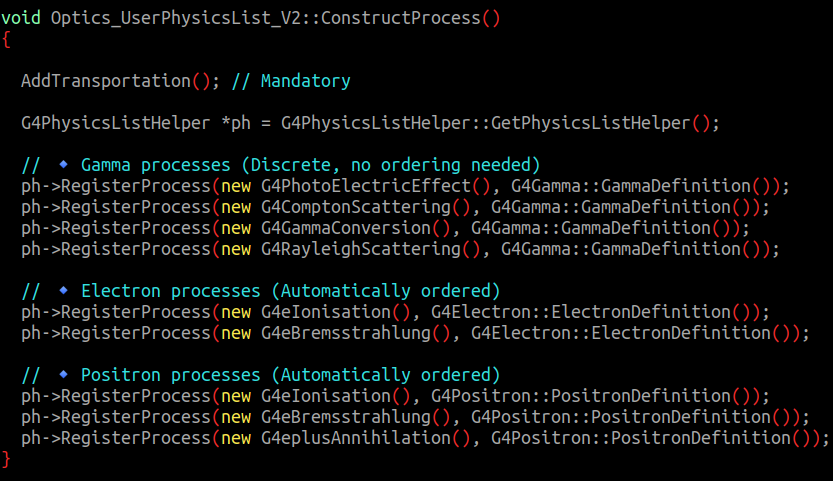 void Optics_UserPhysicsList_V2::ConstructProcess()
{
AddTransportation(); // Mandatory
G4PhysicsListHelper *ph = G4PhysicsListHelper::GetPhysicsListHelper();
// 🔹 Gamma processes (Discrete, no ordering needed)
ph->RegisterProcess(new G4PhotoElectricEffect(), G4Gamma::GammaDefinition());
ph->RegisterProcess(new G4ComptonScattering(), G4Gamma::GammaDefinition());
ph->RegisterProcess(new G4GammaConversion(), G4Gamma::GammaDefinition());
ph->RegisterProcess(new G4RayleighScattering(), G4Gamma::GammaDefinition());
// 🔹 Electron processes (Automatically ordered)
ph->RegisterProcess(new G4eIonisation(), G4Electron::ElectronDefinition());
ph->RegisterProcess(new G4eBremsstrahlung(), G4Electron::ElectronDefinition());
// 🔹 Positron processes (Automatically ordered)
ph->RegisterProcess(new G4eIonisation(), G4Positron::PositronDefinition());
ph->RegisterProcess(new G4eBremsstrahlung(), G4Positron::PositronDefinition());
ph->RegisterProcess(new G4eplusAnnihilation(), G4Positron::PositronDefinition());
}